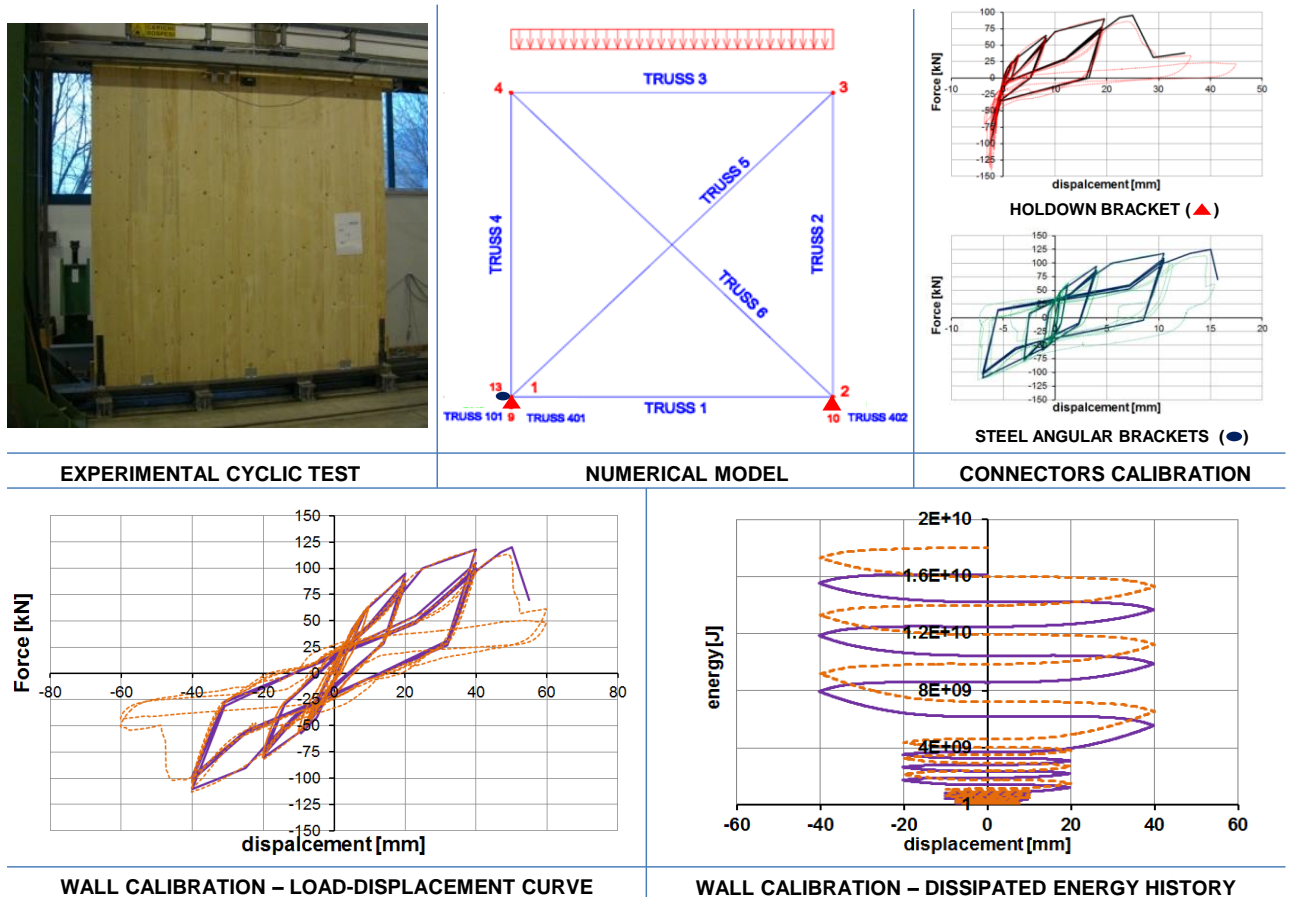 CARICHI
SOSPESI
TRUSS 3
4
3
TRUSS 5
TRUSS 4
TRUSS 2
TRUSS 6
13
1
2
TRUSS 1
TRUSS 101
9
TRUSS 401
10
TRUSS 402
Force [kN]
100
75
50
25
0
-25
-50
-75
-100
-125
-150
-10 0 10 20 30 40 50
dispalcement [mm]
HOLDOWN BRACKET ( )
Force [kN]
150
125
100
75
50
25
0
-25
-50
-75
-100
-125
-150
-10 -5 0 5 10 15 20
dispalcement [mm]
STEEL ANGULAR BRACKETS ( )
EXPERIMENTAL CYCLIC TEST
NUMERICAL MODEL
CONNECTORS CALIBRATION
Force [kN]
150
125
100
75
50
25
0
-25
-50
-75
-100
-125
-150
-80 -60 -40 -20 0 20 40 60 80
dispalcement [mm]
energy [J]
2E+10
1.6E+10
1.2E+10
8E+09
4E+09
1
-60 -40 -20 0 20 40 60
displacement [mm]
WALL CALIBRATION – LOAD-DISPLACEMENT CURVE
WALL CALIBRATION – DISSIPATED ENERGY HISTORY